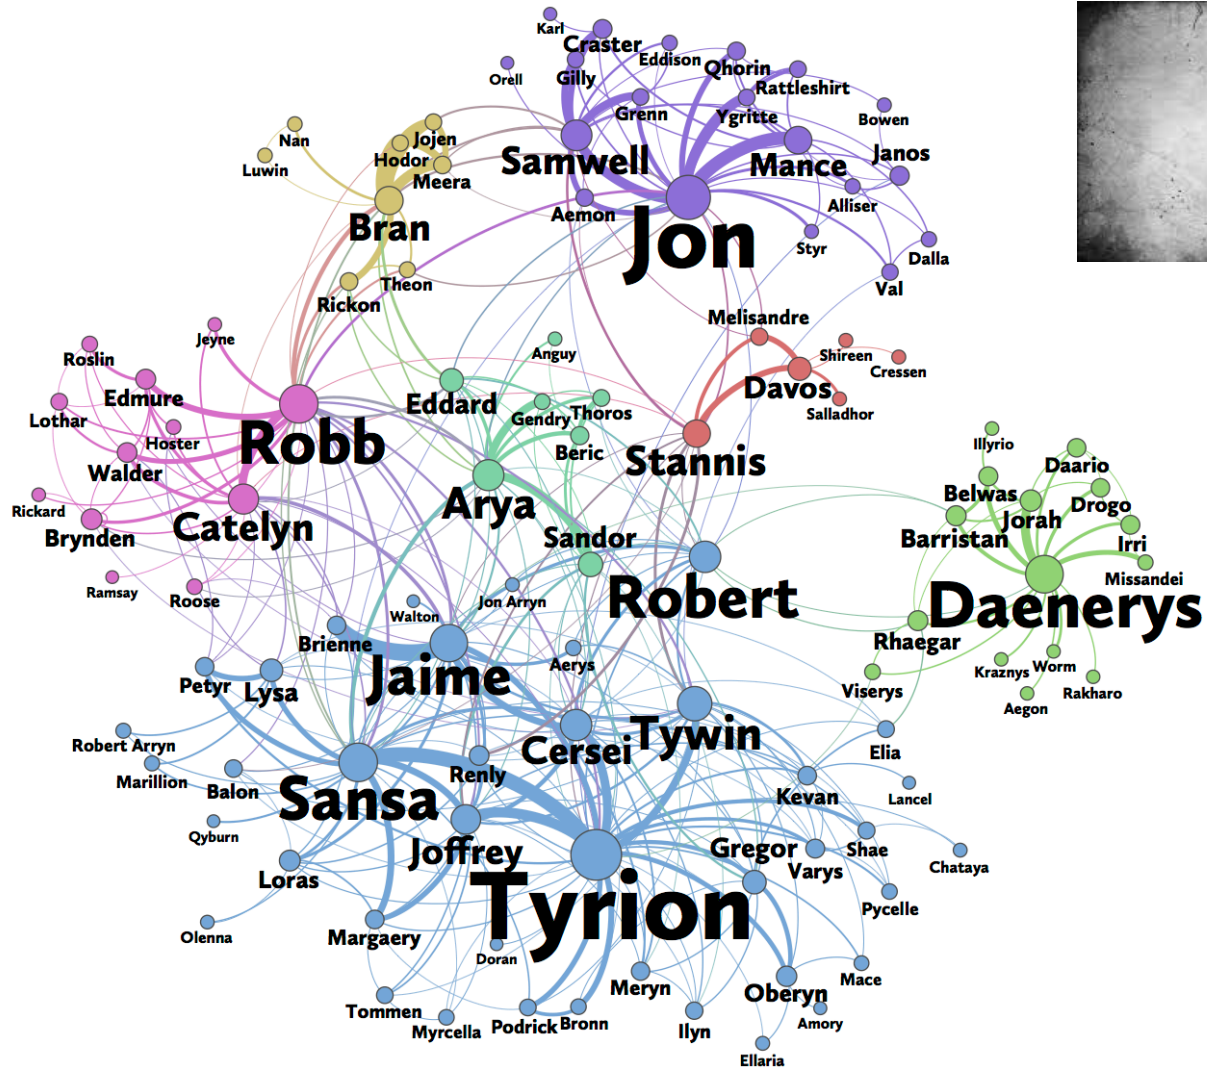 Karl
Craster
Eddison
Qhorin
Orell
Gilly
Rattleshirt
Grenn
Ygritte
Bowen
Nan
Jojen
Hodor
Samwell
Mance
Janos
Luwin
Meera
Alliser
Aemon
Bran
Jon
Styr
Dalla
Theon
Val
Rickon
Melisandre
Jeyne
Anguy
Shireen
Roslin
Cressen
Edmure
Davos
Eddard
Gendry
Thoros
Salladhor
Lothar
Hoster
Robb
Beric
Illyrio
Walder
Stannis
Daario
Belwas
Drogo
Rickard
Arya
Jorah
Catelyn
Brynden
Sandor
Barristan
Irri
Missandei
Ramsay
Roose
Jon Arryn
Robert
Daenerys
Walton
Brienne
Rhaegar
Aerys
Worm
Kraznys
Petyr
Lysa
Jaime
Viserys
Rakharo
Aegon
Robert Arryn
Cersei
Tywin
Elia
Marillion
Renly
Balon
Sansa
Kevan
Lancel
Qyburn
Joffrey
Gregor
Shae
Varys
Chataya
Loras
Tyrion
Pycelle
Olenna
Margaery
Doran
Mace
Meryn
Oberyn
Tommen
Myrcella
Podrick
Bronn
Ilyn
Amory
Ellaria